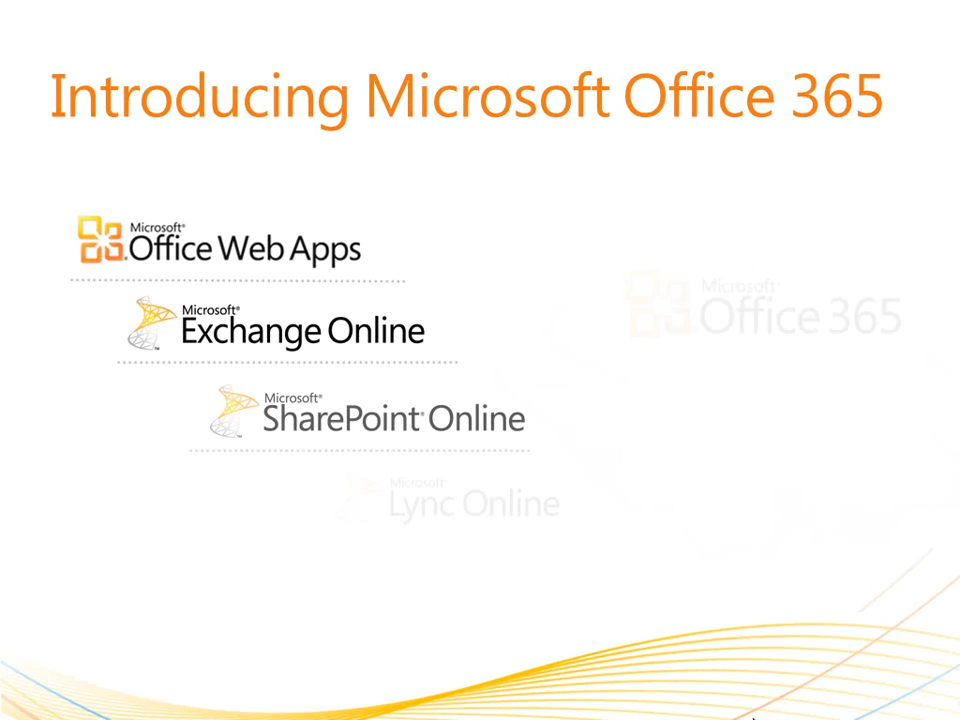 Introducing Microsoft Office 365
Microsoft®
Office Web Apps
Microsoft®
Exchange Online
Microsoft®
Office 365
Microsoft®
SharePoint® Online
Microsoft®
Lync Online